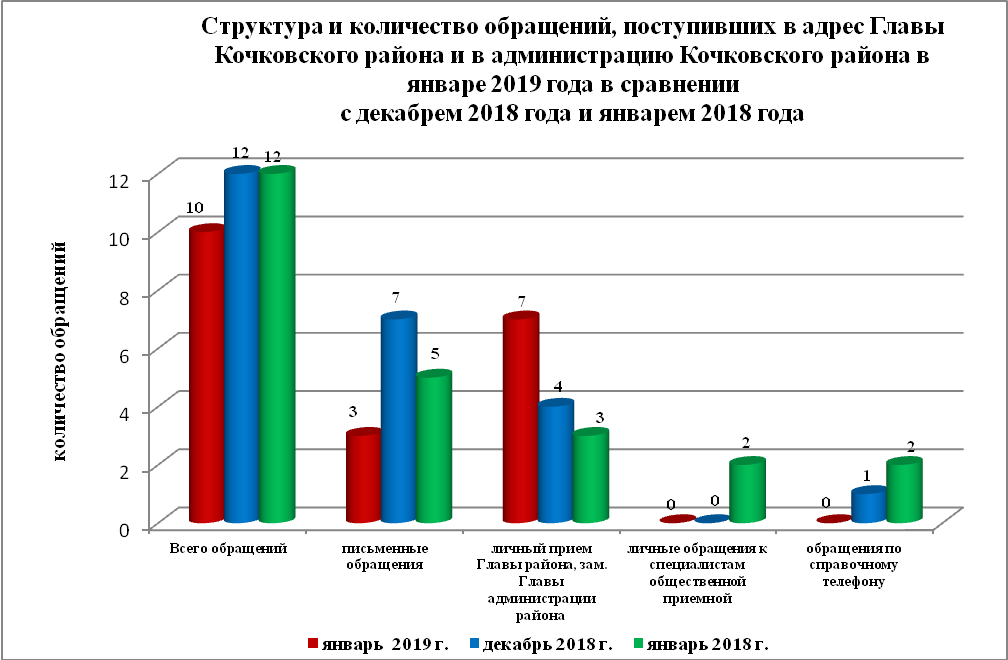 Структура и количество обращений, поступивших в адрес Главы
Кочковского района и в администрацию Кочковского района в
январе 2019 года в сравнении
с декабрем 2018 года и январем 2018 года
количество обращений
12
10
8
6
4
2
0
10
12
12
3
7
5
7
4
3
0
0
2
0
1
2
Всего обращений
письменные
обращения
личный прием
Главы района, зам.
Главы
администрации
района
личные обращения к
специалистам
общественной
приемной
обращения по
справочному
телефону
январь 2019 г.
декабрь 2018 г.
январь 2018 г.